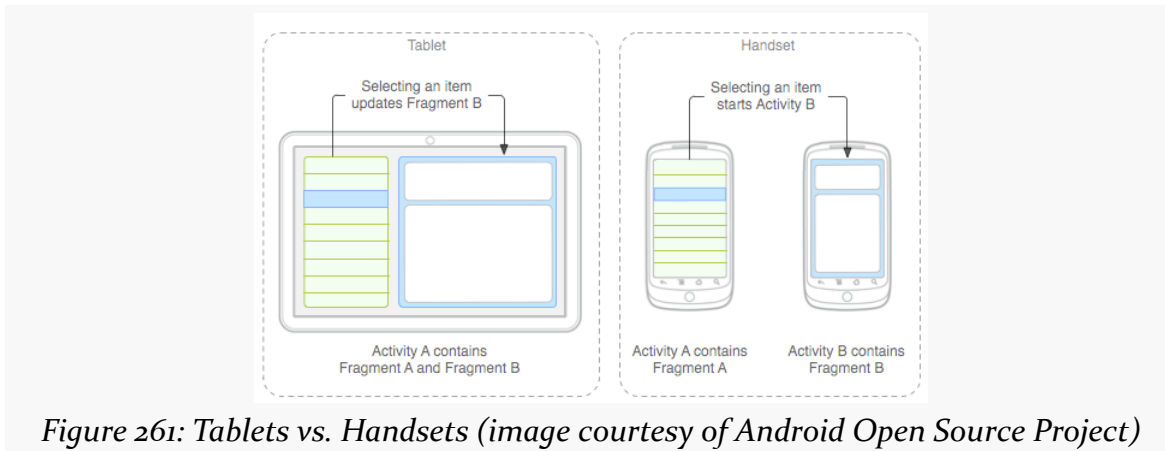 Tablet
Selecting an item
updates Fragment B
Activity A contains
Fragment A and Fragment B
Handset
Selecting an item
starts Activity B
Activity A contains
Fragment A
Activity B contains
Fragment B
Figure 261: Tablets vs. Handsets (image courtesy of Android Open Source Project)